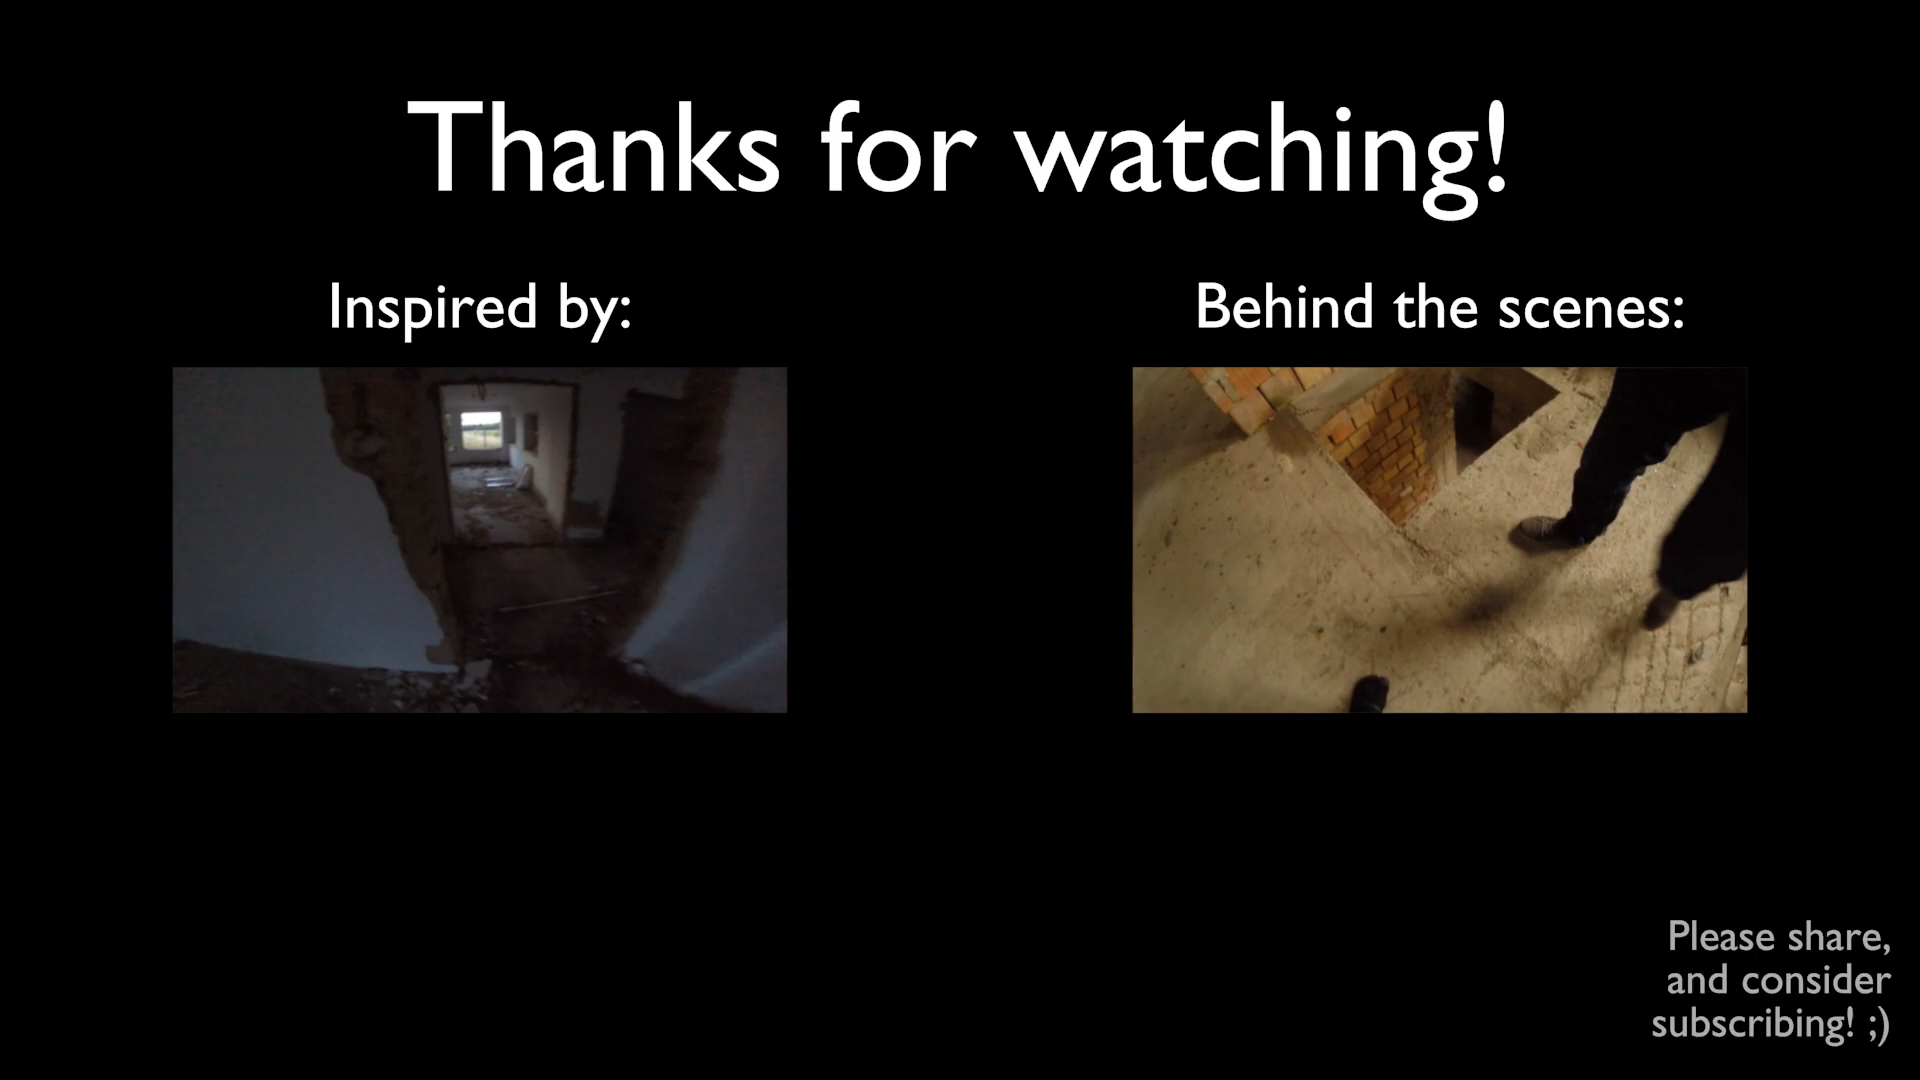 Thanks for watching!
Inspired by:
Behind the scenes:
Please share,
and consider
subscribing! ;)